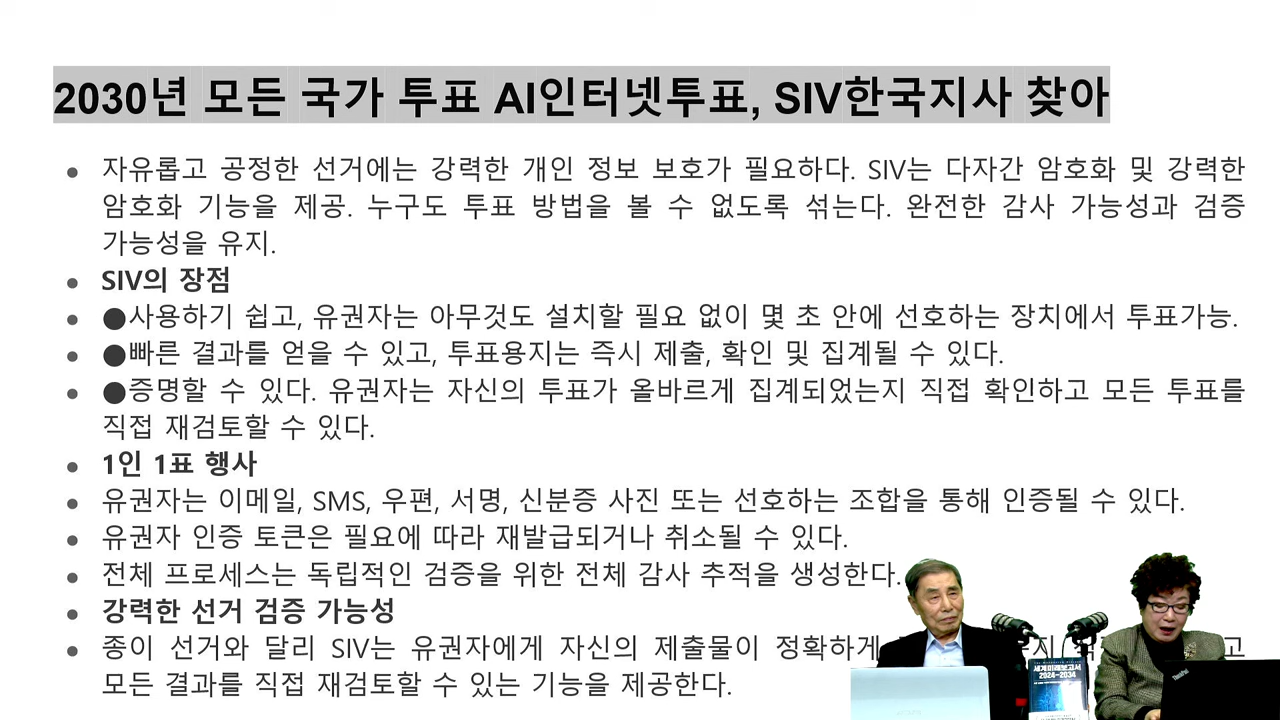 2030년 모든 국가 투표 AI인터넷투표, SIV한국지사 찾아
● 자유롭고 공정한 선거에는 강력한 개인 정보 보호가 필요하다. SIV는 다자간 암호화 및 강력한
암호화 기능을 제공. 누구도 투표 방법을 볼 수 없도록 섞는다. 완전한 감사 가능성과 검증
가능성을 유지.
● SIV의 장점
● ●사용하기 쉽고, 유권자는 아무것도 설치할 필요 없이 몇 초 안에 선호하는 장치에서 투표가능.
● ●빠른 결과를 얻을 수 있고, 투표용지는 즉시 제출, 확인 및 집계될 수 있다.
● ●증명할 수 있다. 유권자는 자신의 투표가 올바르게 집계되었는지 직접 확인하고 모든 투표를
직접 재검토할 수 있다.
● 1인 1표 행사
● 유권자는 이메일, SMS, 우편, 서명, 신분증 사진 또는 선호하는 조합을 통해 인증될 수 있다.
● 유권자 인증 토큰은 필요에 따라 재발급되거나 취소될 수 있다.
● 전체 프로세스는 독립적인 검증을 위한 전체 감사 추적을 생성한다.
● 강력한 선거 검증 가능성
● 종이 선거와 달리 SIV는 유권자에게 자신의 제출물이 정확하게 고
모든 결과를 직접 재검토할 수 있는 기능을 제공한다.
세계미래보고서
2024-2034
ThinkPad